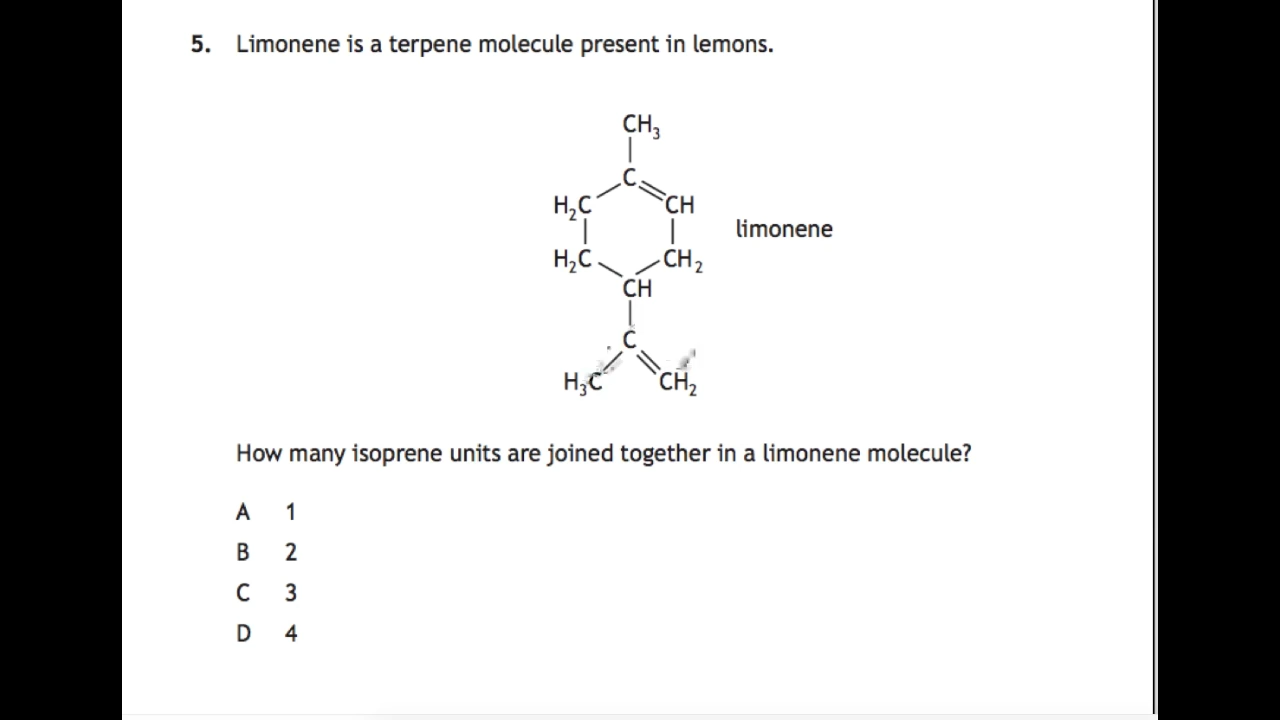 5. Limonene is a terpene molecule present in lemons.
CH₃
C
H₂C CH
limonene
H₂C CH₂
CH
C
H₃C CH₂
How many isoprene units are joined together in a limonene molecule?
A 1
B 2
C 3
D 4